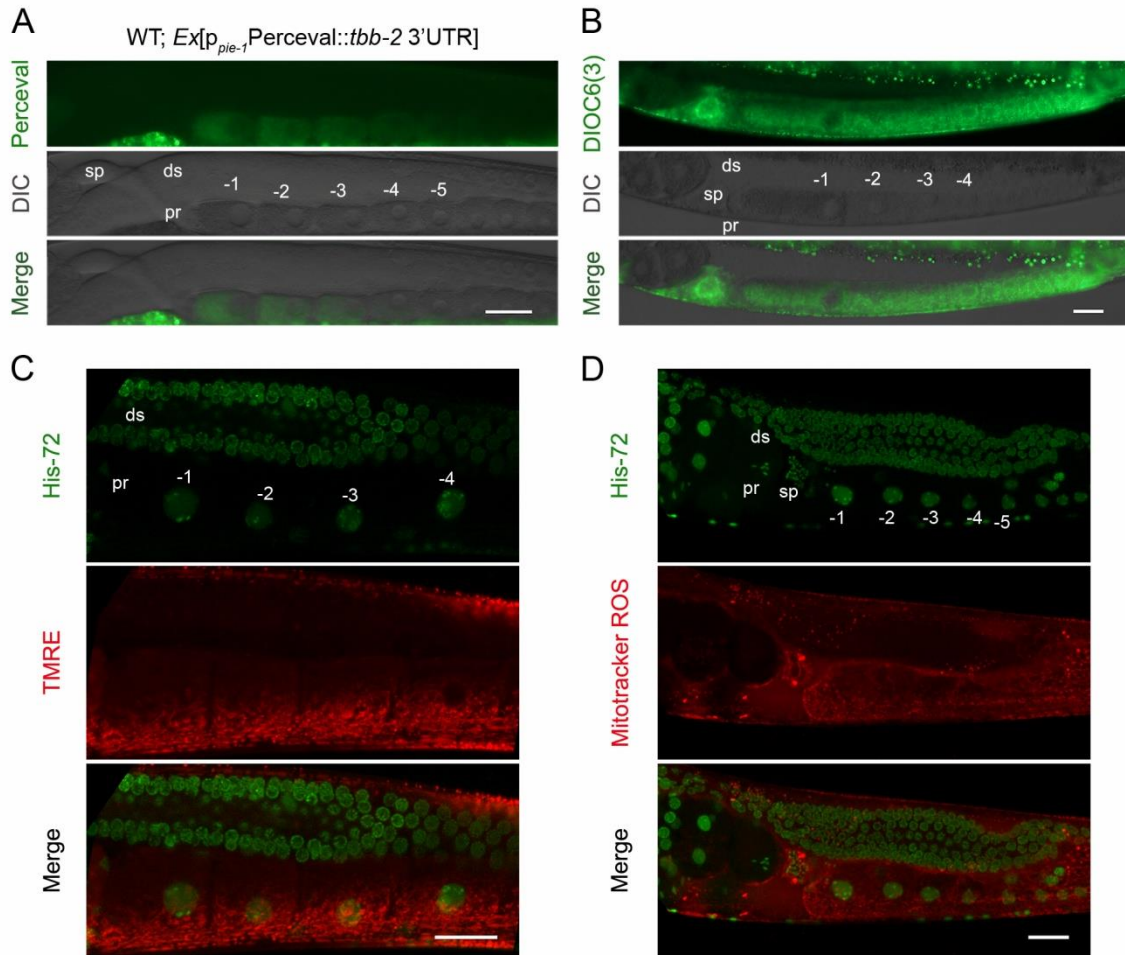 A
WT; Ex[p_pie-1Perceval::tbb-2 3’UTR]
Perceval
DIC
sp
ds
pr
-1
-2
-3
-4
-5
Merge
B
DIOC6(3)
DIC
ds
sp
pr
-1
-2
-3
-4
Merge
C
His-72
ds
pr
-1
-2
-3
-4
TMRE
Merge
D
His-72
ds
pr
sp
-1
-2
-3
-4
-5
Mitotracker ROS
Merge